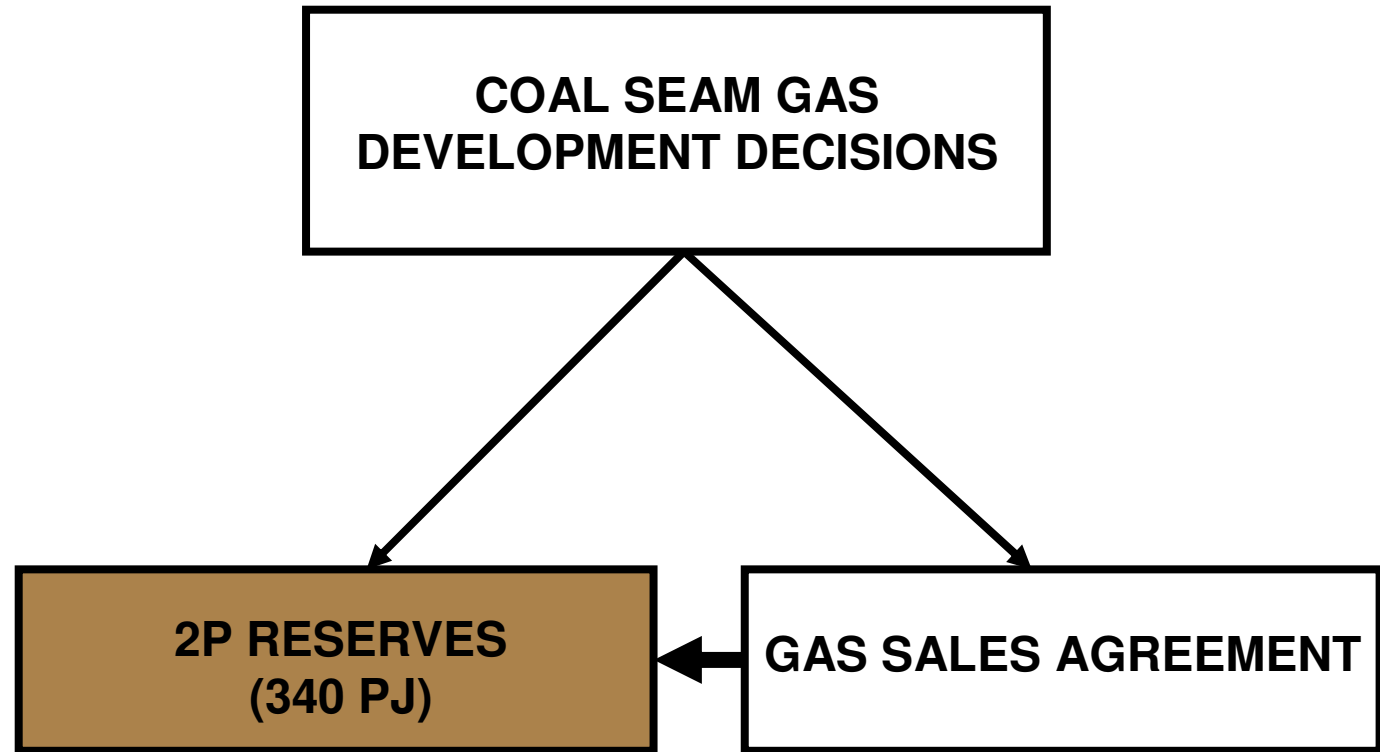 COAL SEAM GAS
DEVELOPMENT DECISIONS
2P RESERVES
(340 PJ)
GAS SALES AGREEMENT